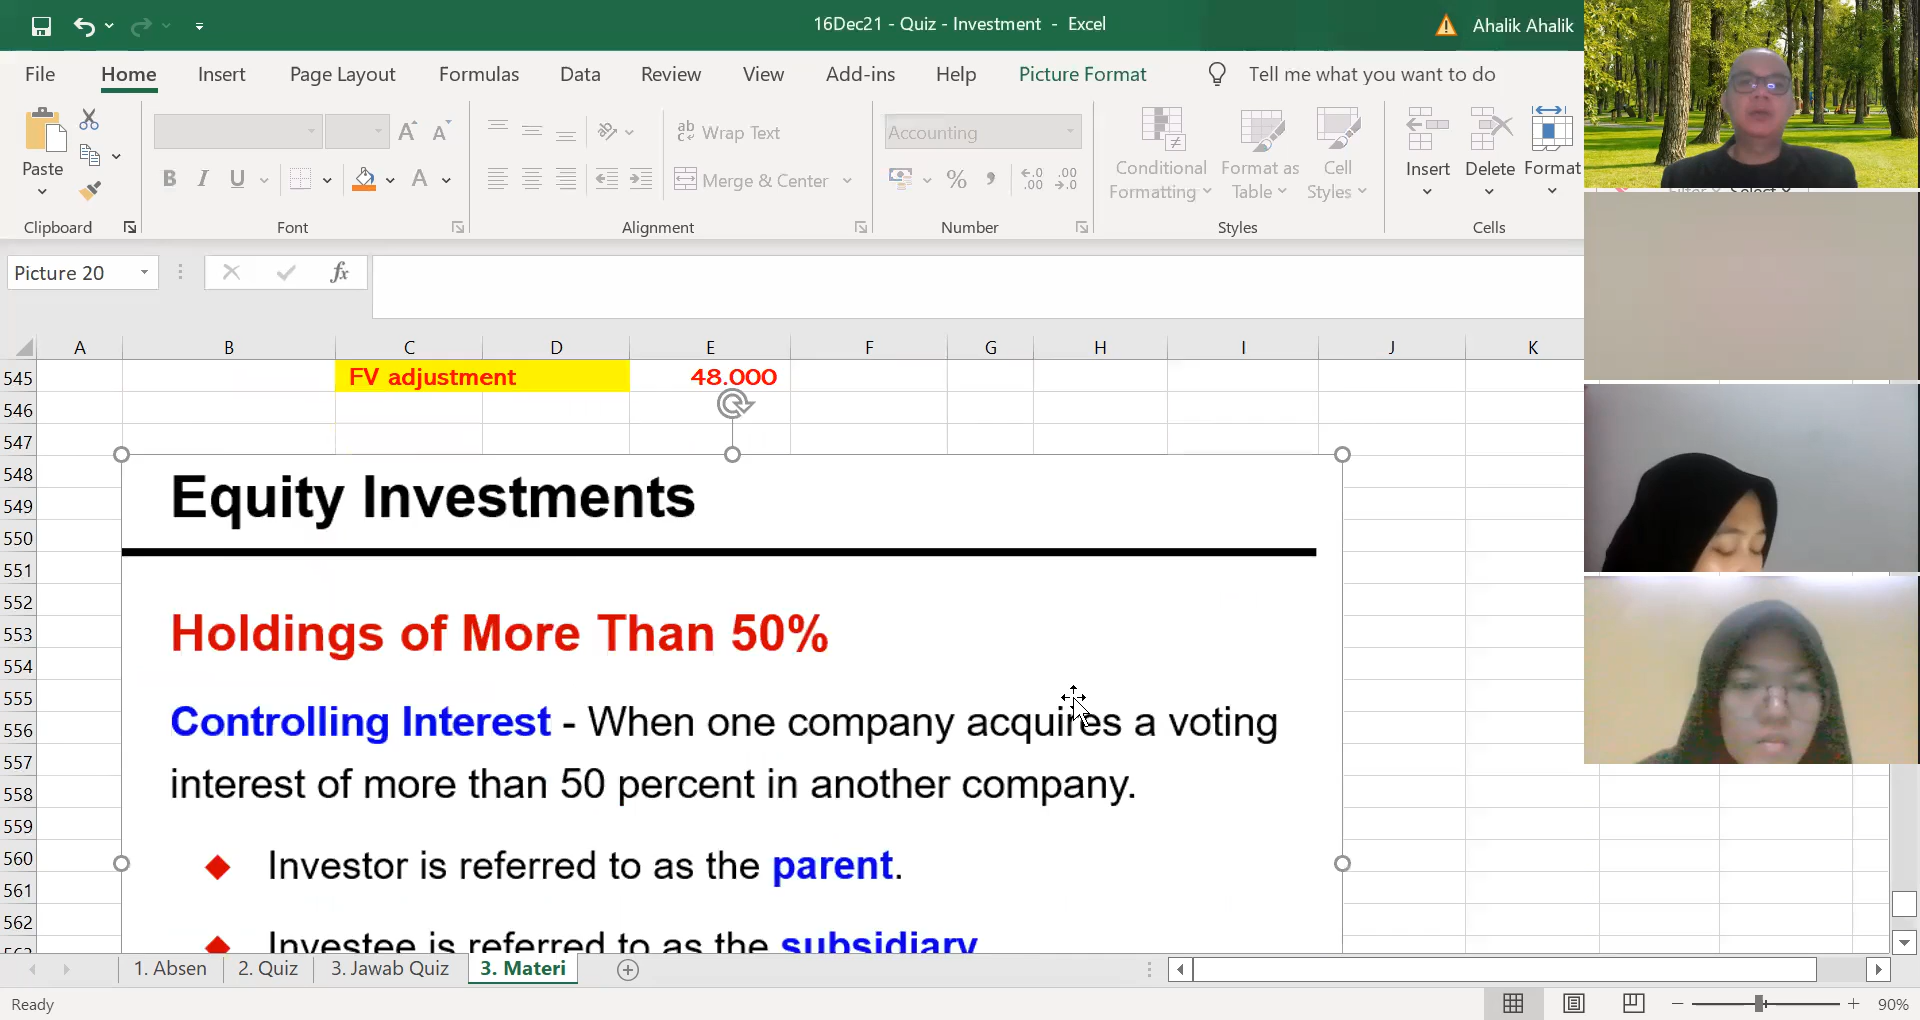 16Dec21 - Quiz - Investment - Excel
Ahalik Ahalik
File Home Insert Page Layout Formulas Data Review View Add-ins Help Picture Format Tell me what you want to do
Paste
Clipboard
B I U
Font
Wrap Text
Merge & Center
Alignment
Accounting
Number
Conditional Formatting
Format as Table
Cell Styles
Styles
Insert Delete Format
Cells
Picture 20
fx
A B C D E F G H I J K
545 FV adjustment 48.000
546
547
548
549
550
551
552
553
554
555
556
557
558
559
560
561
562
Equity Investments
Holdings of More Than 50%
Controlling Interest - When one company acquires a voting
interest of more than 50 percent in another company.
Investor is referred to as the parent.
Investee is referred to as the subsidiary
1. Absen 2. Quiz 3. Jawab Quiz 3. Materi
Ready
90%